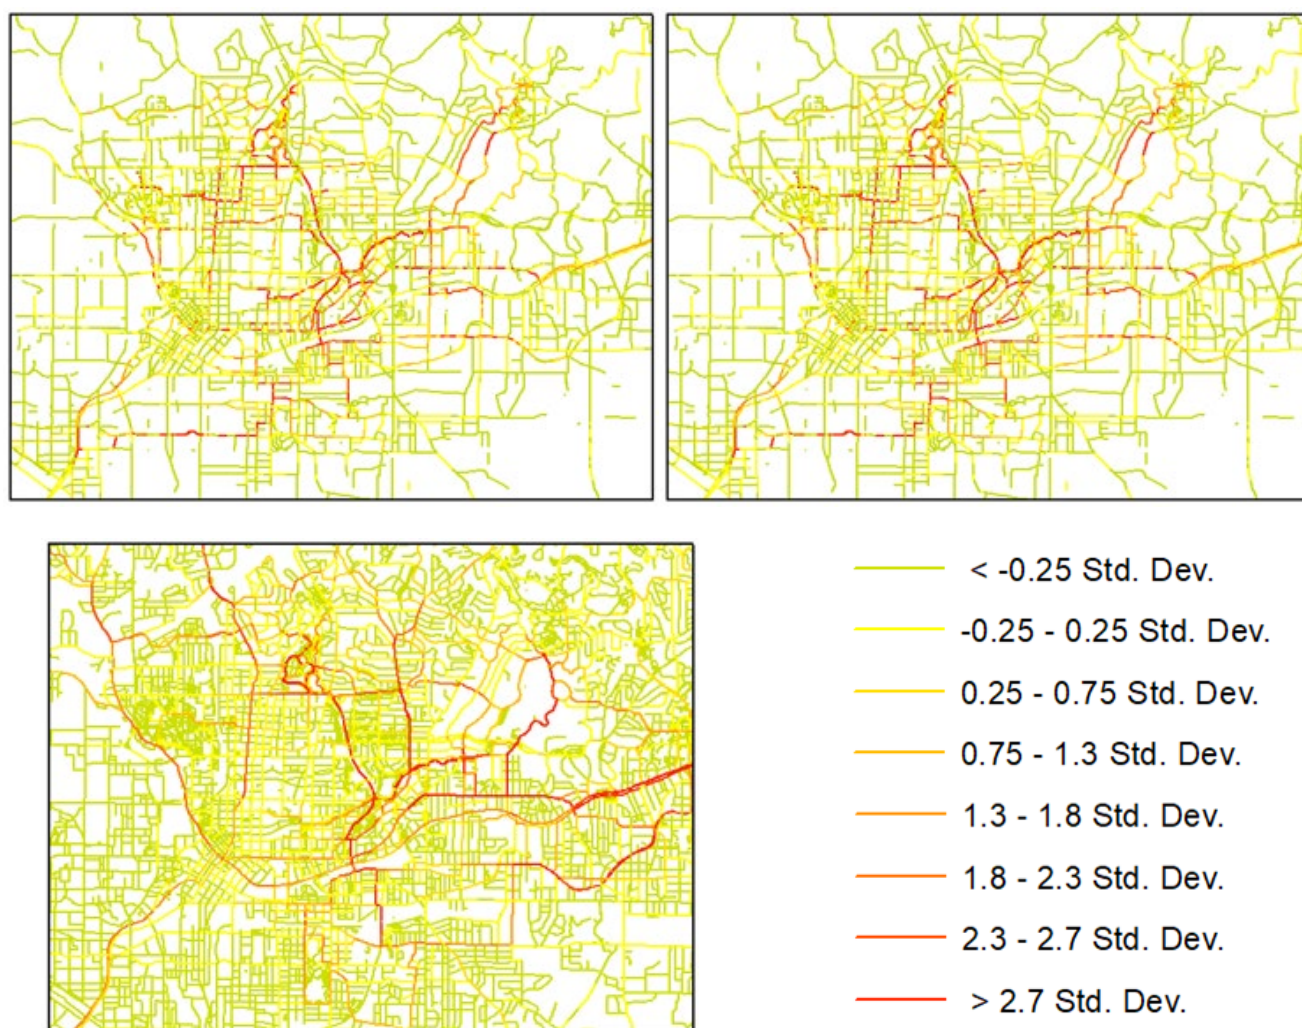 < -0.25 Std. Dev.
-0.25 - 0.25 Std. Dev.
0.25 - 0.75 Std. Dev.
0.75 - 1.3 Std. Dev.
1.3 - 1.8 Std. Dev.
1.8 - 2.3 Std. Dev.
2.3 - 2.7 Std. Dev.
> 2.7 Std. Dev.